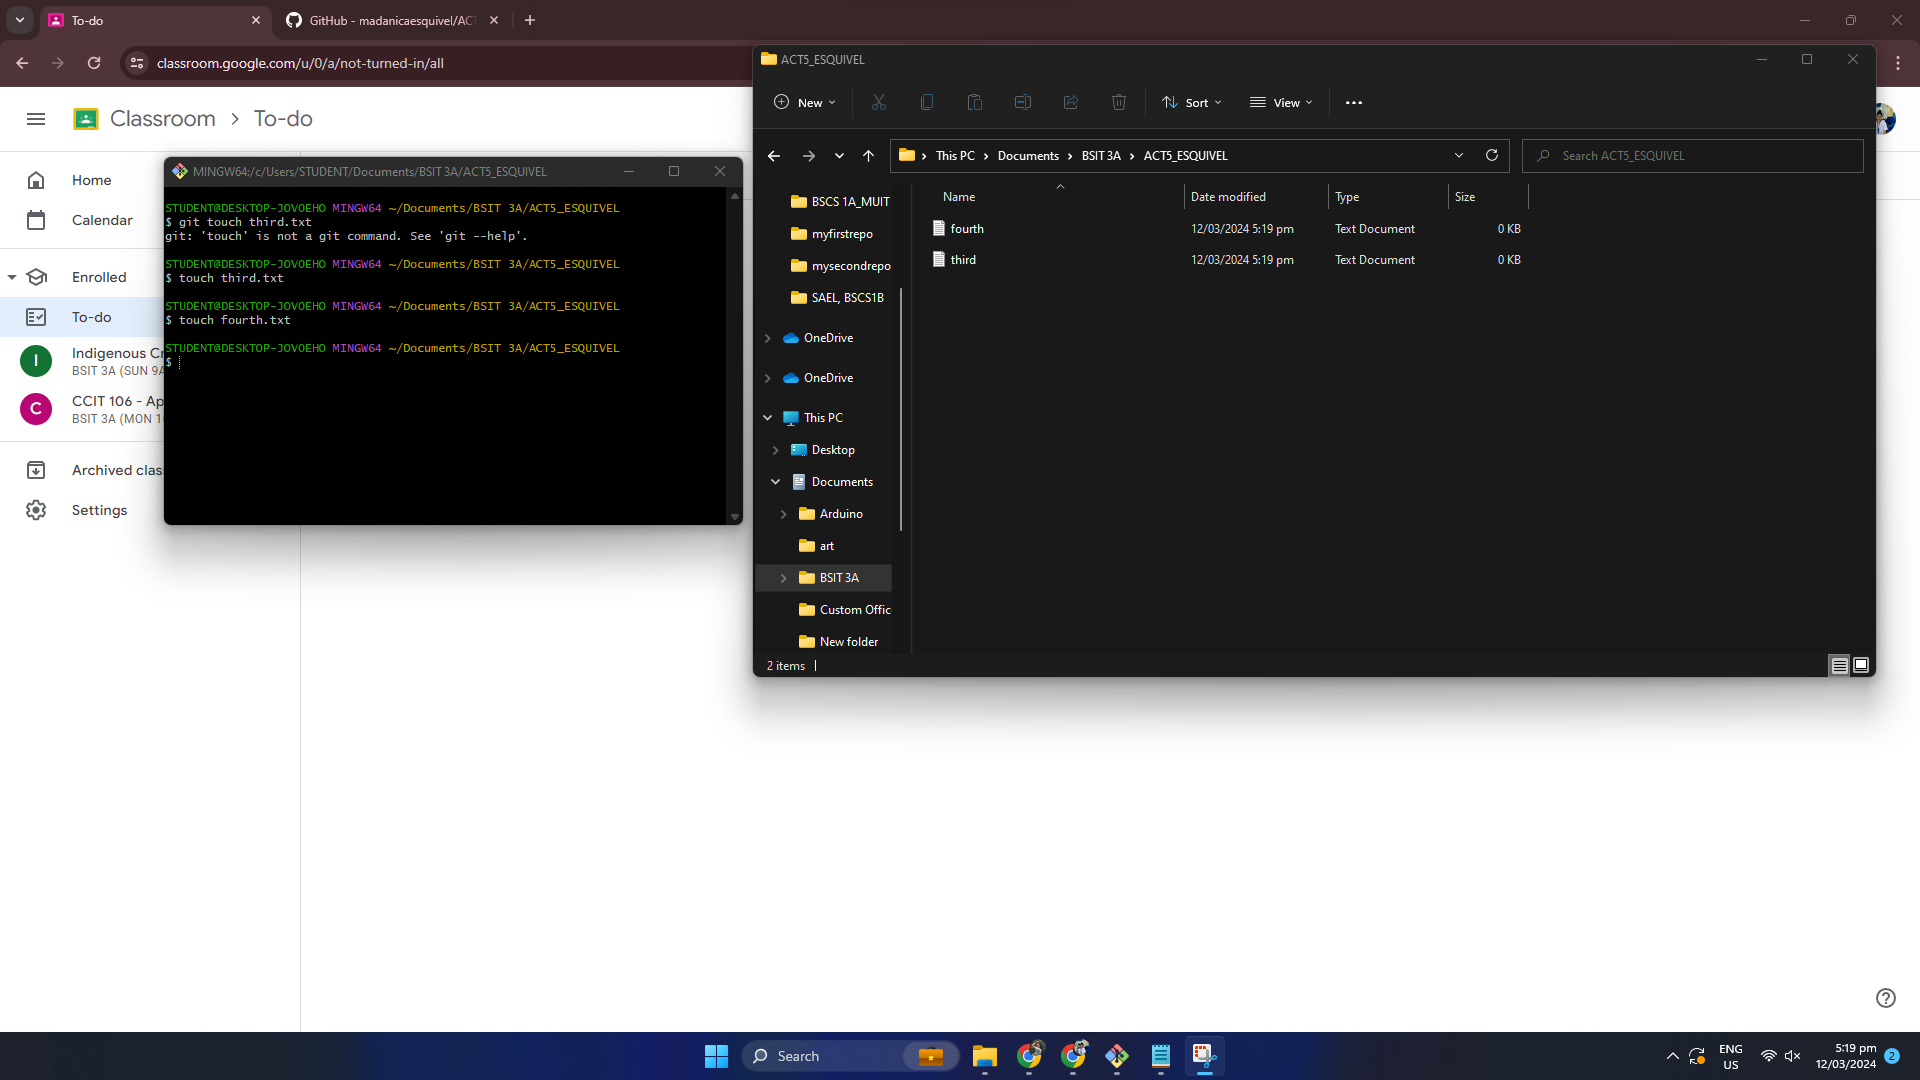 To-do
GitHub - madanicaesquivel/ACT
classroom.google.com/u/0/a/not-turned-in/all
Classroom > To-do
Home
Calendar
Enrolled
To-do
I
Indigenous Cr
BSIT 3A (SUN 9A
C
CCIT 106 - Ap
BSIT 3A (MON 1
Archived clas
Settings
MINGW64:/c/Users/STUDENT/Documents/BSIT 3A/ACT5_ESQUIVEL
STUDENT@DESKTOP-JOVOEHO MINGW64 ~/Documents/BSIT 3A/ACT5_ESQUIVEL
$ git touch third.txt
git: 'touch' is not a git command. See 'git --help'.
STUDENT@DESKTOP-JOVOEHO MINGW64 ~/Documents/BSIT 3A/ACT5_ESQUIVEL
$ touch third.txt
STUDENT@DESKTOP-JOVOEHO MINGW64 ~/Documents/BSIT 3A/ACT5_ESQUIVEL
$ touch fourth.txt
STUDENT@DESKTOP-JOVOEHO MINGW64 ~/Documents/BSIT 3A/ACT5_ESQUIVEL
$
ACT5_ESQUIVEL
New Sort View
This PC > Documents > BSIT 3A > ACT5_ESQUIVEL
Search ACT5_ESQUIVEL
BSCS 1A_MUIT
myfirstrepo
mysecondrepo
SAEL, BSCS1B
OneDrive
OneDrive
This PC
Desktop
Documents
Arduino
art
BSIT 3A
Custom Offic
New folder
Name Date modified Type Size
fourth 12/03/2024 5:19 pm Text Document 0 KB
third 12/03/2024 5:19 pm Text Document 0 KB
2 items
Search
ENG
US
5:19 pm
12/03/2024
2